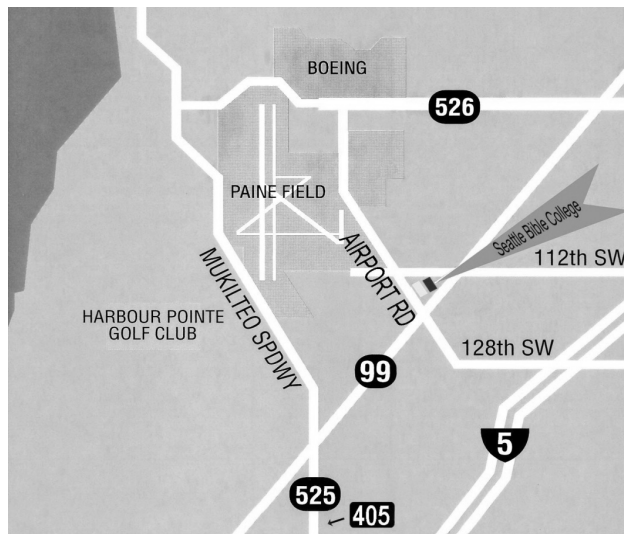 BOEING
526
PAINE FIELD
Seattle Bible College
AIRPORT RD
112th SW
MUKILTEO SPDWY
HARBOUR POINTE
GOLF CLUB
128th SW
99
5
525
← 405